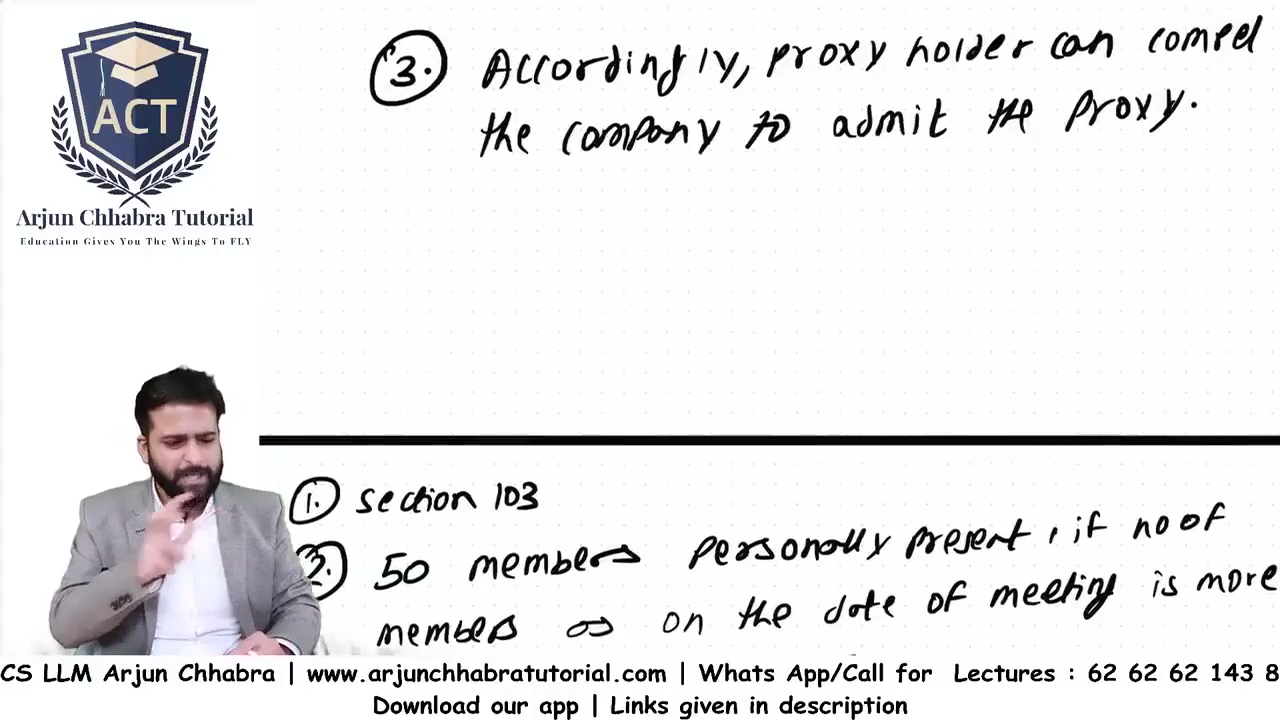 ACT
Arjun Chhabra Tutorial
Education Gives You The Wings To FLY
3. Accordingly, proxy holder can compel
the company to admit the proxy.
1. section 103
2. 50 members personally present, if no of
members as on the date of meeting is more
CS LLM Arjun Chhabra | www.arjunchhabratutorial.com | Whats App/Call for Lectures : 62 62 62 143 8
Download our app | Links given in description